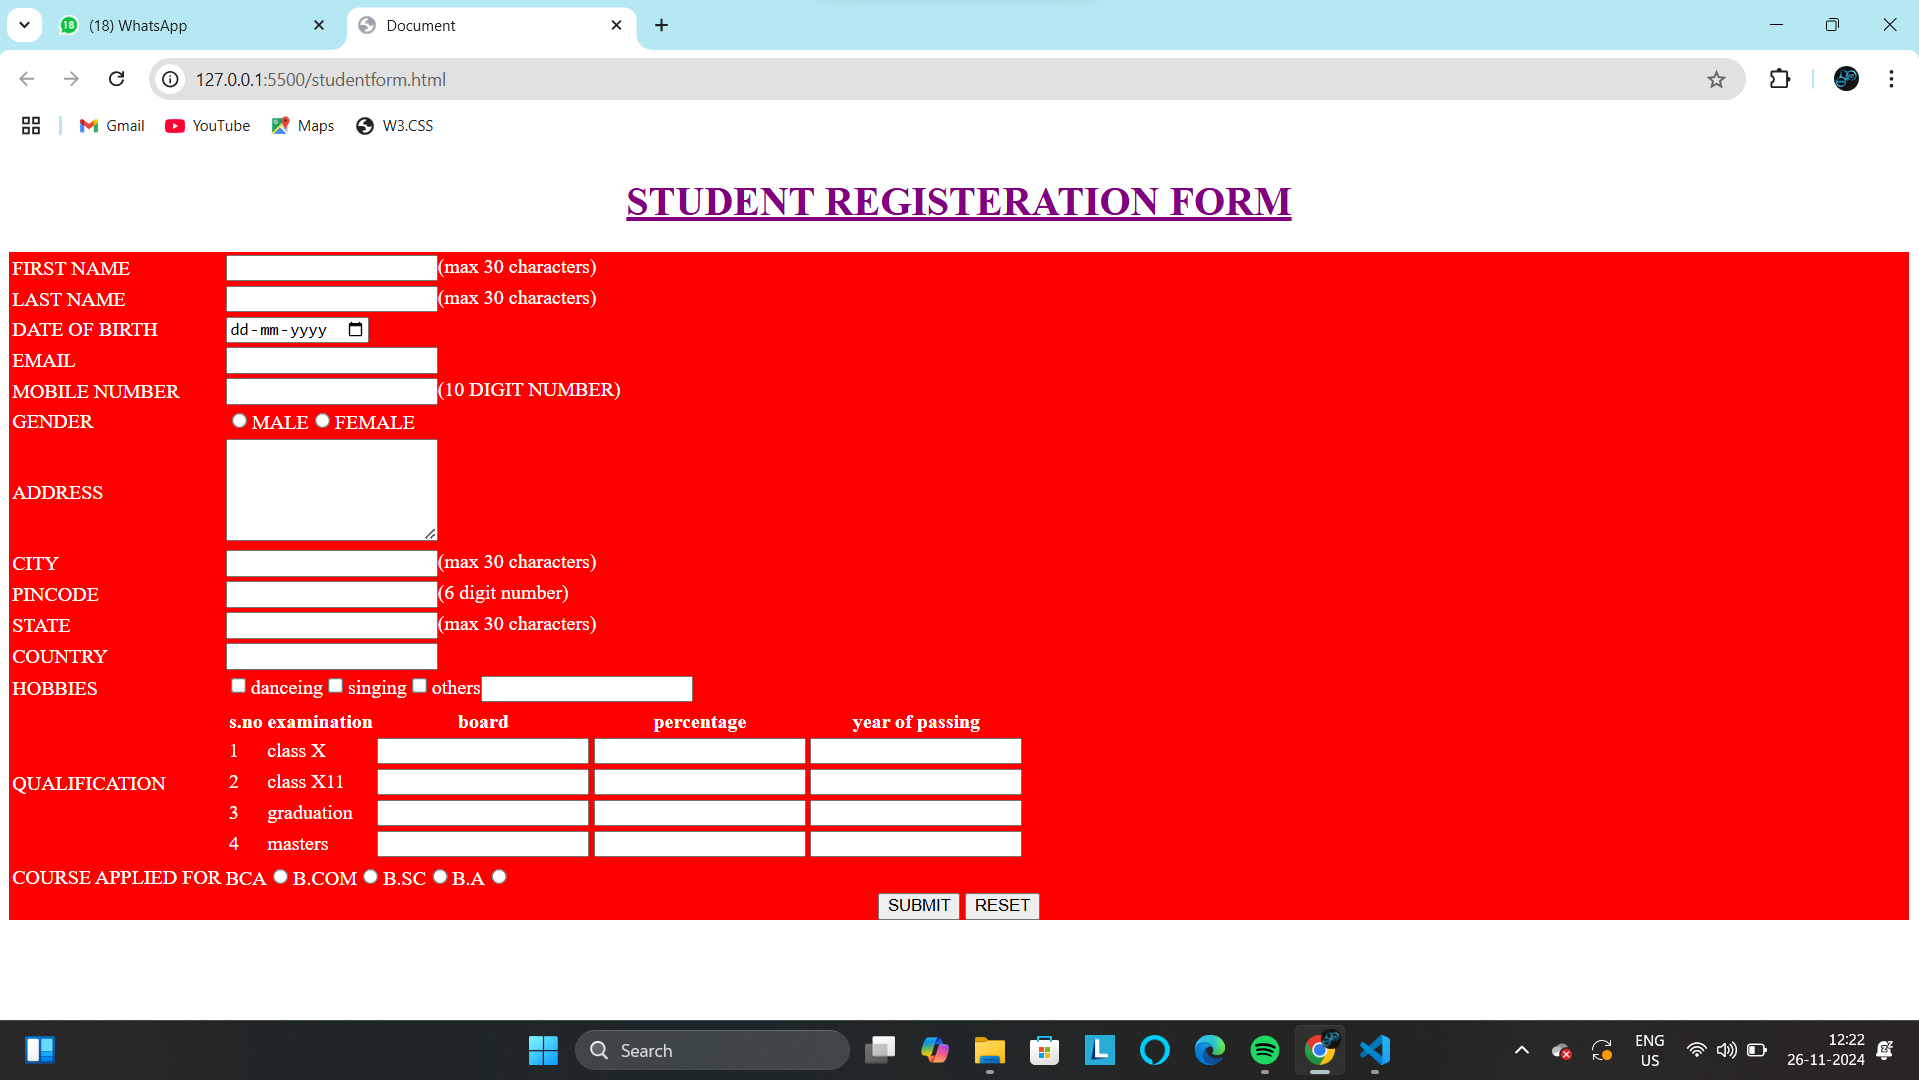 18 (18) WhatsApp
Document
127.0.0.1:5500/studentform.html
Gmail YouTube Maps W3.CSS
STUDENT REGISTERATION FORM
FIRST NAME (max 30 characters)
LAST NAME (max 30 characters)
DATE OF BIRTH dd-mm-yyyy
EMAIL
MOBILE NUMBER (10 DIGIT NUMBER)
GENDER MALE FEMALE
ADDRESS
CITY (max 30 characters)
PINCODE (6 digit number)
STATE (max 30 characters)
COUNTRY
HOBBIES danceing singing others
s.no examination board percentage year of passing
1 class X
2 class X11
QUALIFICATION
3 graduation
4 masters
COURSE APPLIED FOR BCA B.COM B.SC B.A
SUBMIT RESET
Search
L
ENG
US
12:22
26-11-2024